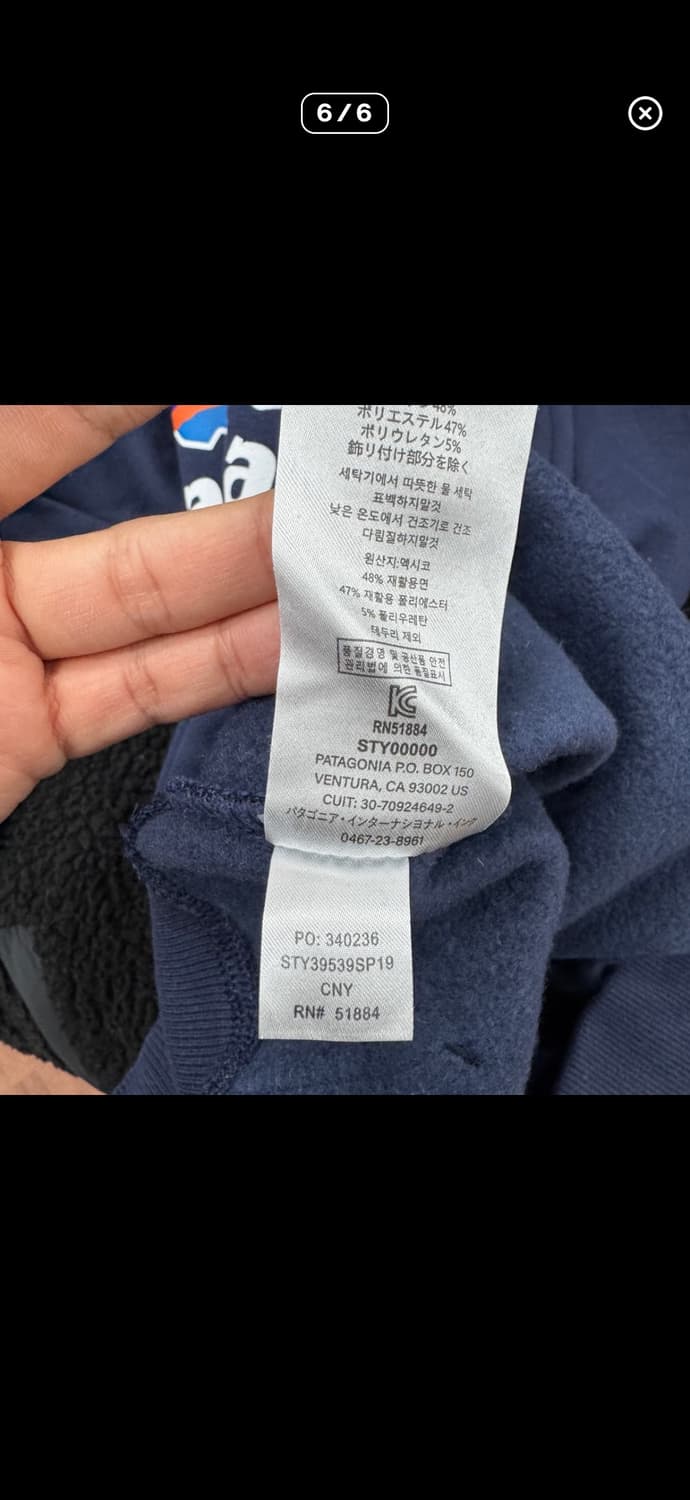 6/6
pa
48%
ポリエステル47%
ポリウレタン5%
飾り付け部分を除く
세탁기에서 따뜻한 물 세탁
표백하지말것
낮은 온도에서 건조기로 건조
다림질하지말것
원산지:멕시코
48% 재활용면
47% 재활용 폴리에스터
5% 폴리우레탄
테두리 제외
품질경영 및 공산품 안전
관리법에 의한 품질표시
RN51884
STY00000
PATAGONIA P.O. BOX 150
VENTURA, CA 93002 US
CUIT: 30-70924649-2
パタゴニア・インターナショナル・インク
0467-23-8961
PO: 340236
STY39539SP19
CNY
RN# 51884